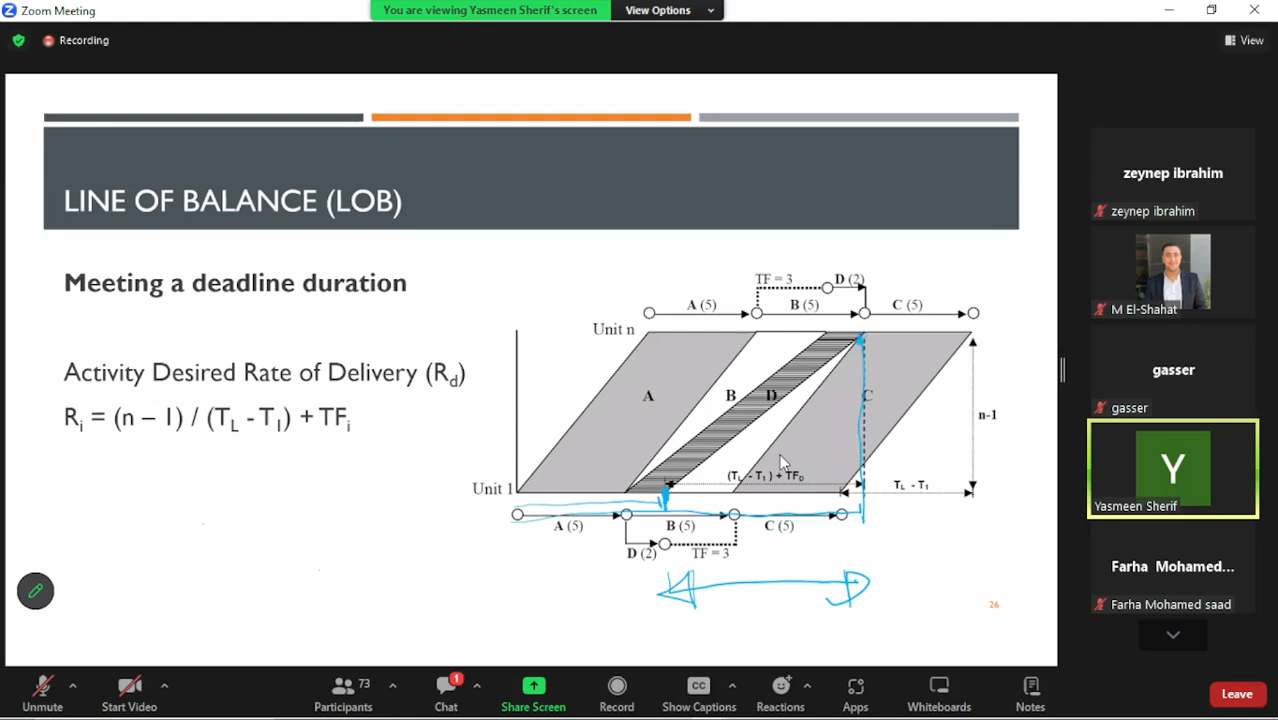 Zoom Meeting
You are viewing Yasmeen Sherif's screen
View Options
Recording
View
LINE OF BALANCE (LOB)
Meeting a deadline duration
Activity Desired Rate of Delivery (Rd)
Ri = (n – 1) / (TL - T1) + TFi
TF = 3
D (2)
A (5)
B (5)
C (5)
Unit n
A
B
D
C
n-1
(TL - T1) + TFD
TL - T1
Unit 1
A (5)
B (5)
C (5)
D (2)
TF = 3
26
zeynep ibrahim
zeynep ibrahim
M El-Shahat
gasser
gasser
Y
Yasmeen Sherif
Farha Mohamed...
Farha Mohamed saad
Unmute
Start Video
73
Participants
1
Chat
Share Screen
Record
CC
Show Captions
Reactions
Apps
Whiteboards
Notes
Leave